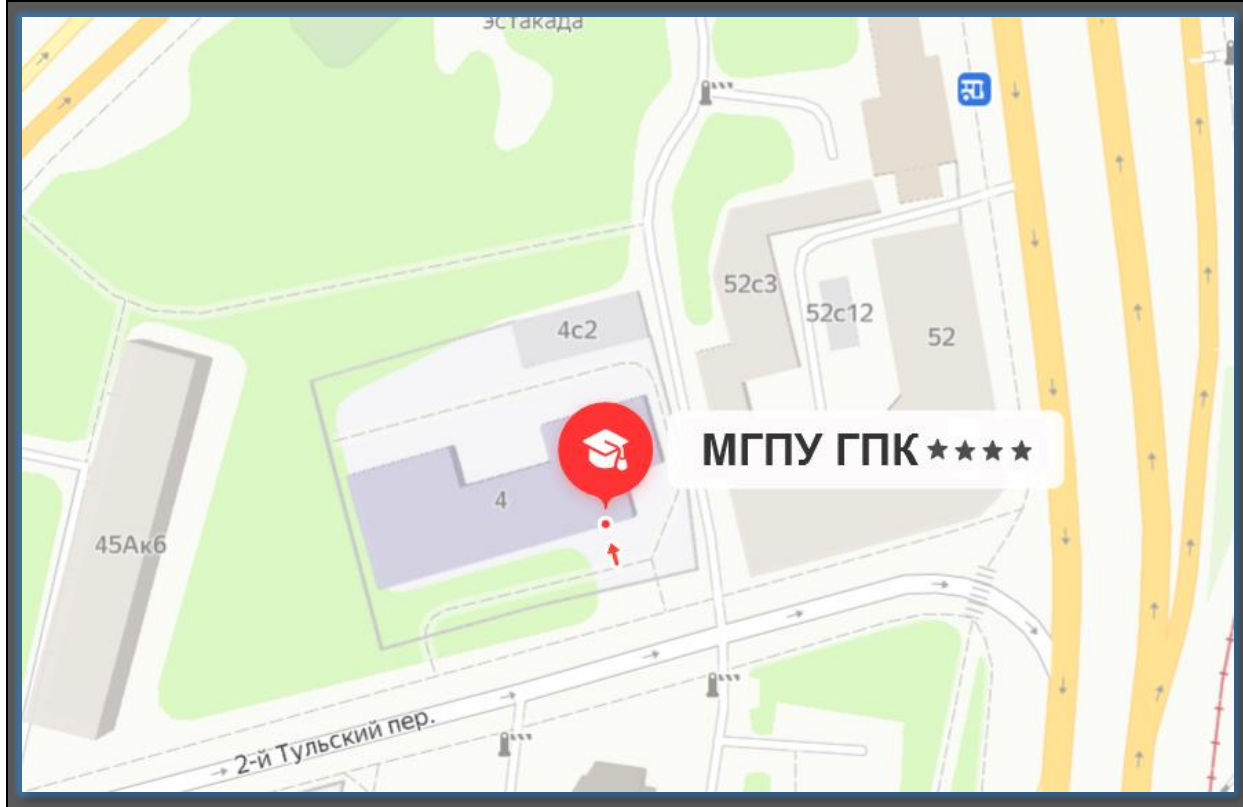 эстакада
52с3
52с12
4с2
52
МГПУ ГПК★★★★
4
45Ак6
2-й Тульский пер.